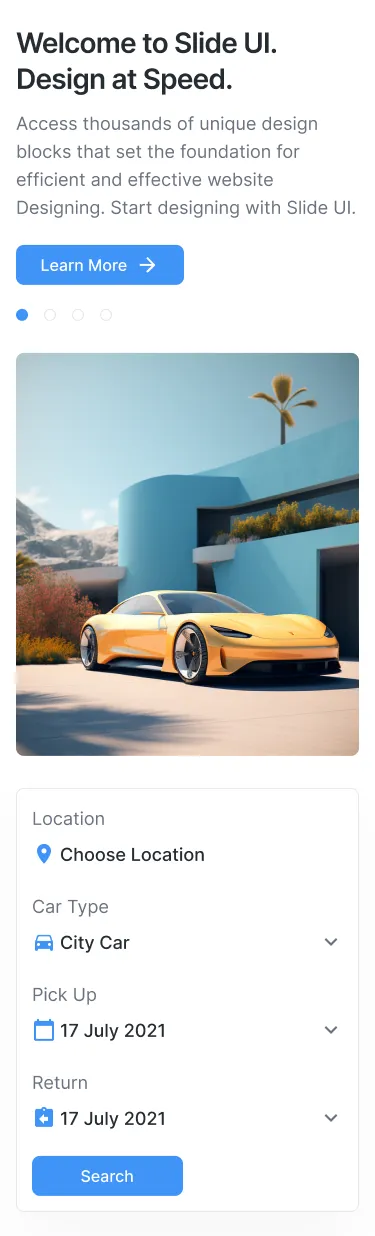 Welcome to Slide UI.
Design at Speed.
Access thousands of unique design
blocks that set the foundation for
efficient and effective website
Designing. Start designing with Slide UI.
Learn More
Location
Choose Location
Car Type
City Car
Pick Up
17 July 2021
Return
17 July 2021
Search